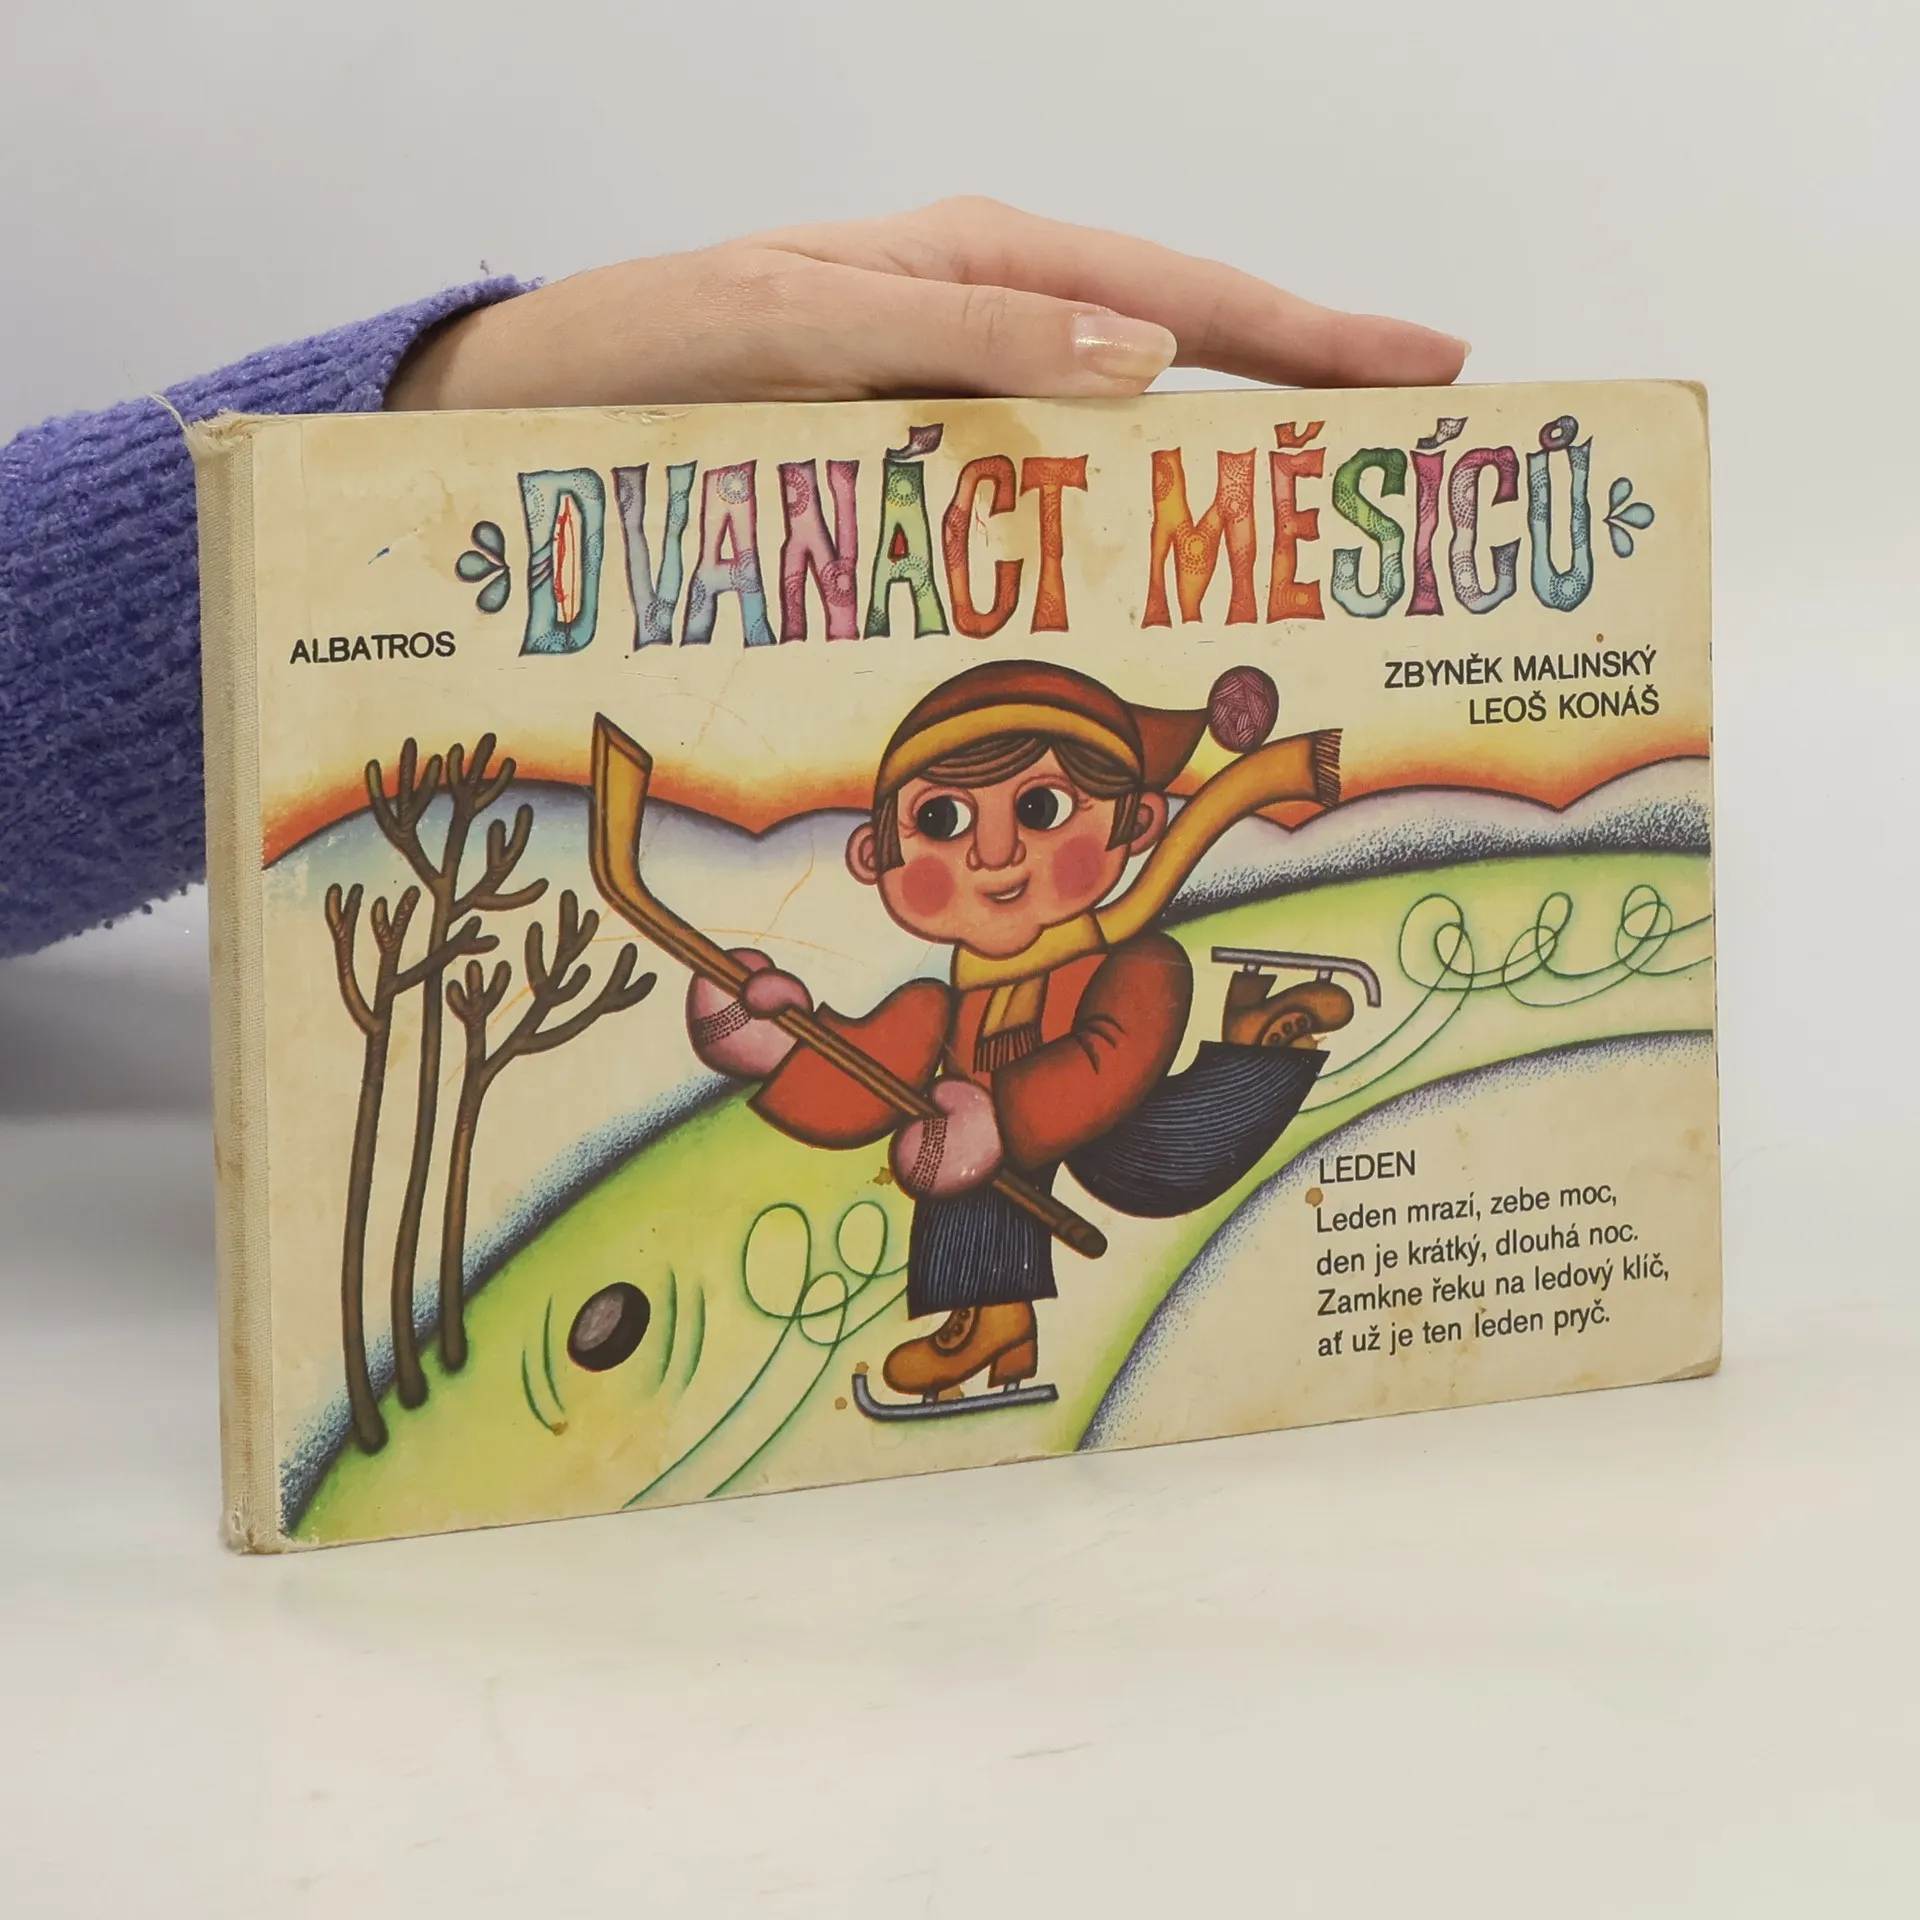 DVANÁCT MĚSÍCŮ
ALBATROS
ZBYNĚK MALINSKÝ
LEOŠ KONÁŠ
LEDEN
Leden mrazí, zebe moc,
den je krátký, dlouhá noc.
Zamkne řeku na ledový klíč,
ať už je ten leden pryč.